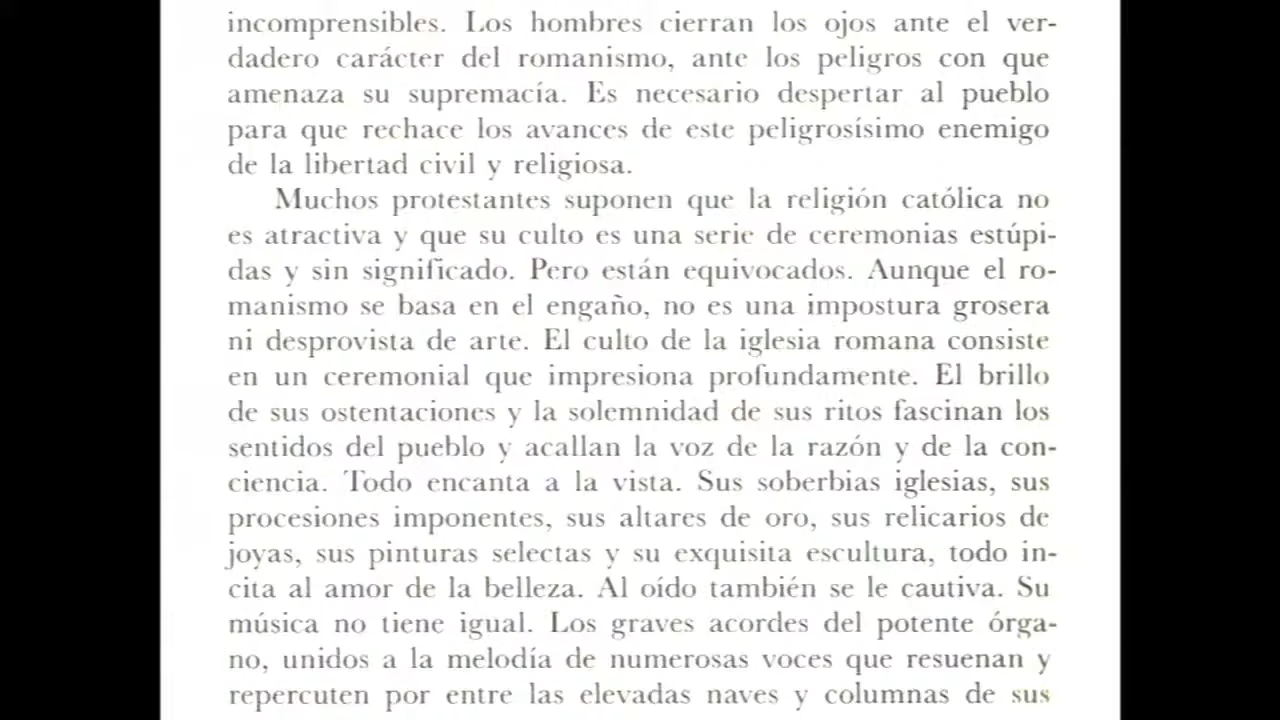 incomprensibles. Los hombres cierran los ojos ante el ver-
dadero carácter del romanismo, ante los peligros con que
amenaza su supremacía. Es necesario despertar al pueblo
para que rechace los avances de este peligrosísimo enemigo
de la libertad civil y religiosa.
Muchos protestantes suponen que la religión católica no
es atractiva y que su culto es una serie de ceremonias estúpi-
das y sin significado. Pero están equivocados. Aunque el ro-
manismo se basa en el engaño, no es una impostura grosera
ni desprovista de arte. El culto de la iglesia romana consiste
en un ceremonial que impresiona profundamente. El brillo
de sus ostentaciones y la solemnidad de sus ritos fascinan los
sentidos del pueblo y acallan la voz de la razón y de la con-
ciencia. Todo encanta a la vista. Sus soberbias iglesias, sus
procesiones imponentes, sus altares de oro, sus relicarios de
joyas, sus pinturas selectas y su exquisita escultura, todo in-
cita al amor de la belleza. Al oído también se le cautiva. Su
música no tiene igual. Los graves acordes del potente órga-
no, unidos a la melodía de numerosas voces que resuenan y
repercuten por entre las elevadas naves y columnas de sus